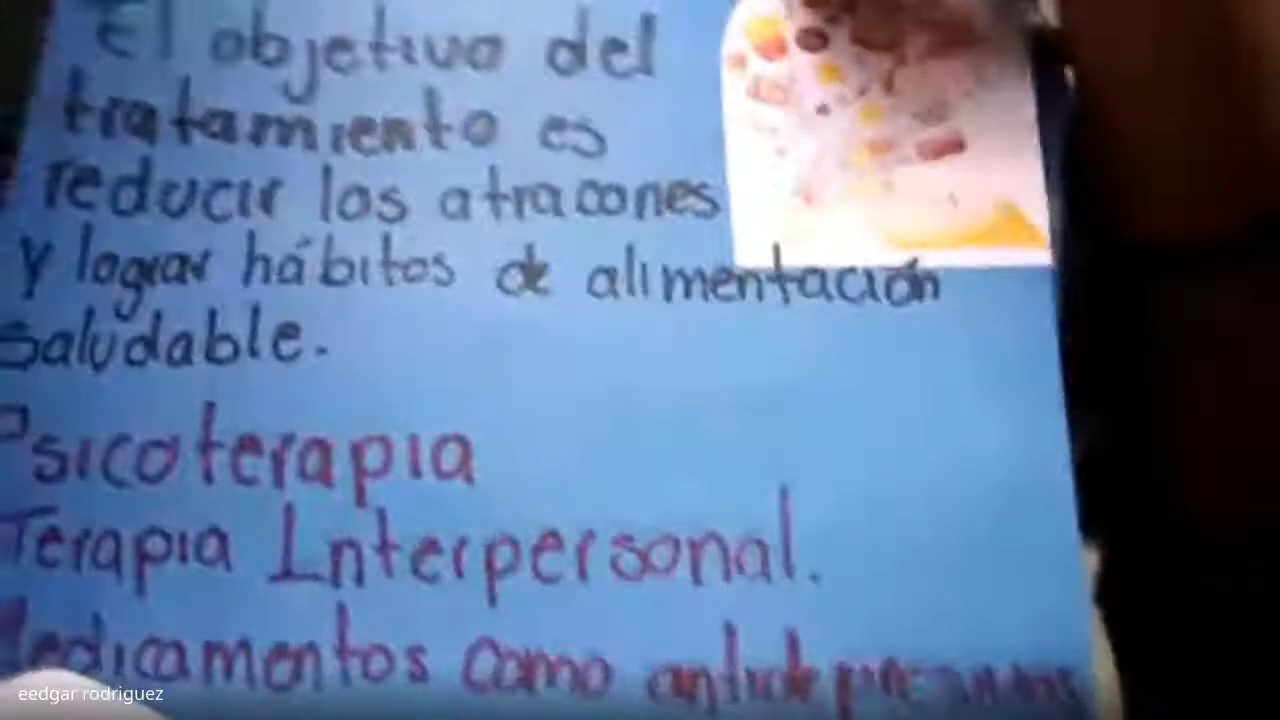 El objetivo del
tratamiento es
reducir los atracones
y lograr hábitos de alimentación
saludable.
Psicoterapia
Terapia Interpersonal.
Medicamentos como antidepresivos
eedgar rodriguez